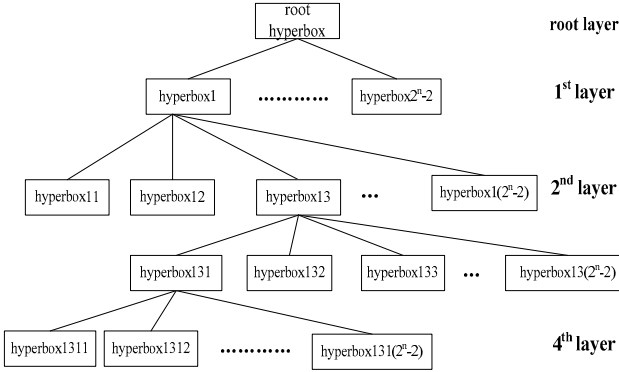 root
hyperbox
root layer
hyperbox1
............
hyperbox2ⁿ-2
1ˢᵗ layer
hyperbox11
hyperbox12
hyperbox13
...
hyperbox1(2ⁿ-2)
2ⁿᵈ layer
hyperbox131
hyperbox132
hyperbox133
...
hyperbox13(2ⁿ-2)
hyperbox1311
hyperbox1312
............
hyperbox131(2ⁿ-2)
4ᵗʰ layer